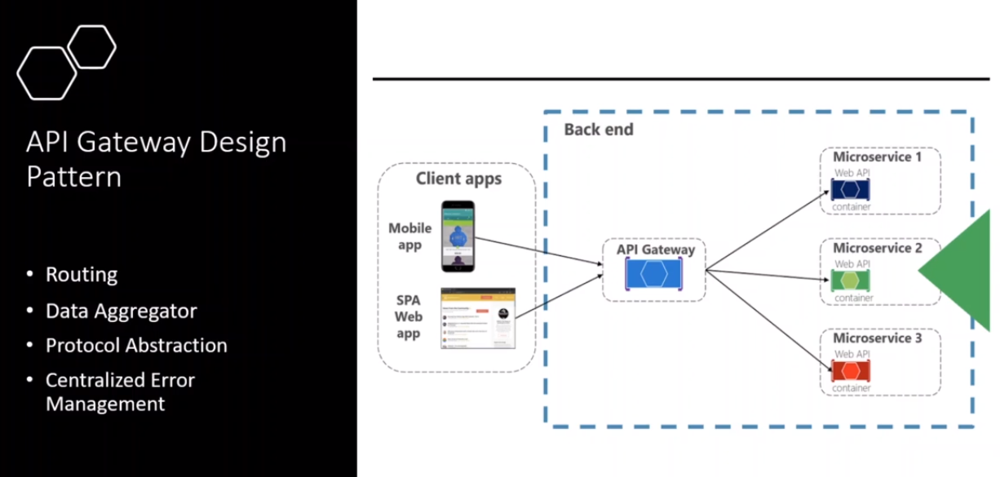 API Gateway Design
Pattern
• Routing
• Data Aggregator
• Protocol Abstraction
• Centralized Error
Management
Back end
Client apps
Mobile
app
SPA
Web
app
API Gateway
Microservice 1
Web API
container
Microservice 2
Web API
container
Microservice 3
Web API
container